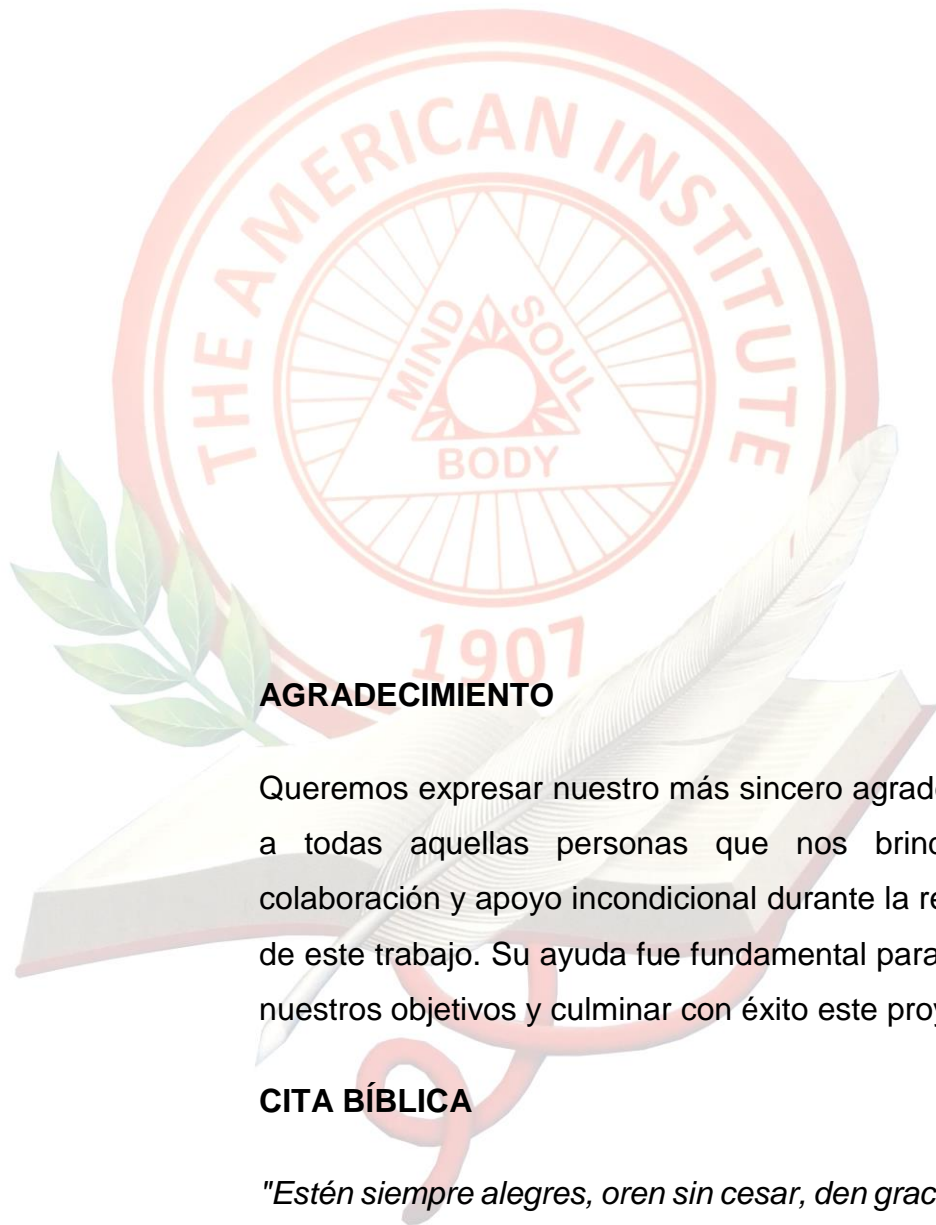 THE AMERICAN INSTITUTE
MIND SOUL
BODY
1907
AGRADECIMIENTO
Queremos expresar nuestro más sincero agrade
a todas aquellas personas que nos brinc
colaboración y apoyo incondicional durante la re
de este trabajo. Su ayuda fue fundamental para
nuestros objetivos y culminar con éxito este proy
CITA BÍBLICA
"Estén siempre alegres, oren sin cesar, den grac